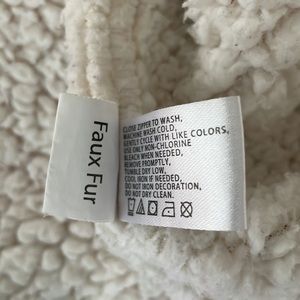 Faux Fur
CLOSE ZIPPER TO WASH,
MACHINE WASH COLD,
GENTLY CYCLE WITH LIKE COLORS,
USE ONLY NON-CHLORINE
BLEACH WHEN NEEDED,
REMOVE PROMPTLY,
TUMBLE DRY LOW,
COOL IRON IF NEEDED,
DO NOT IRON DECORATION,
DO NOT DRY CLEAN.